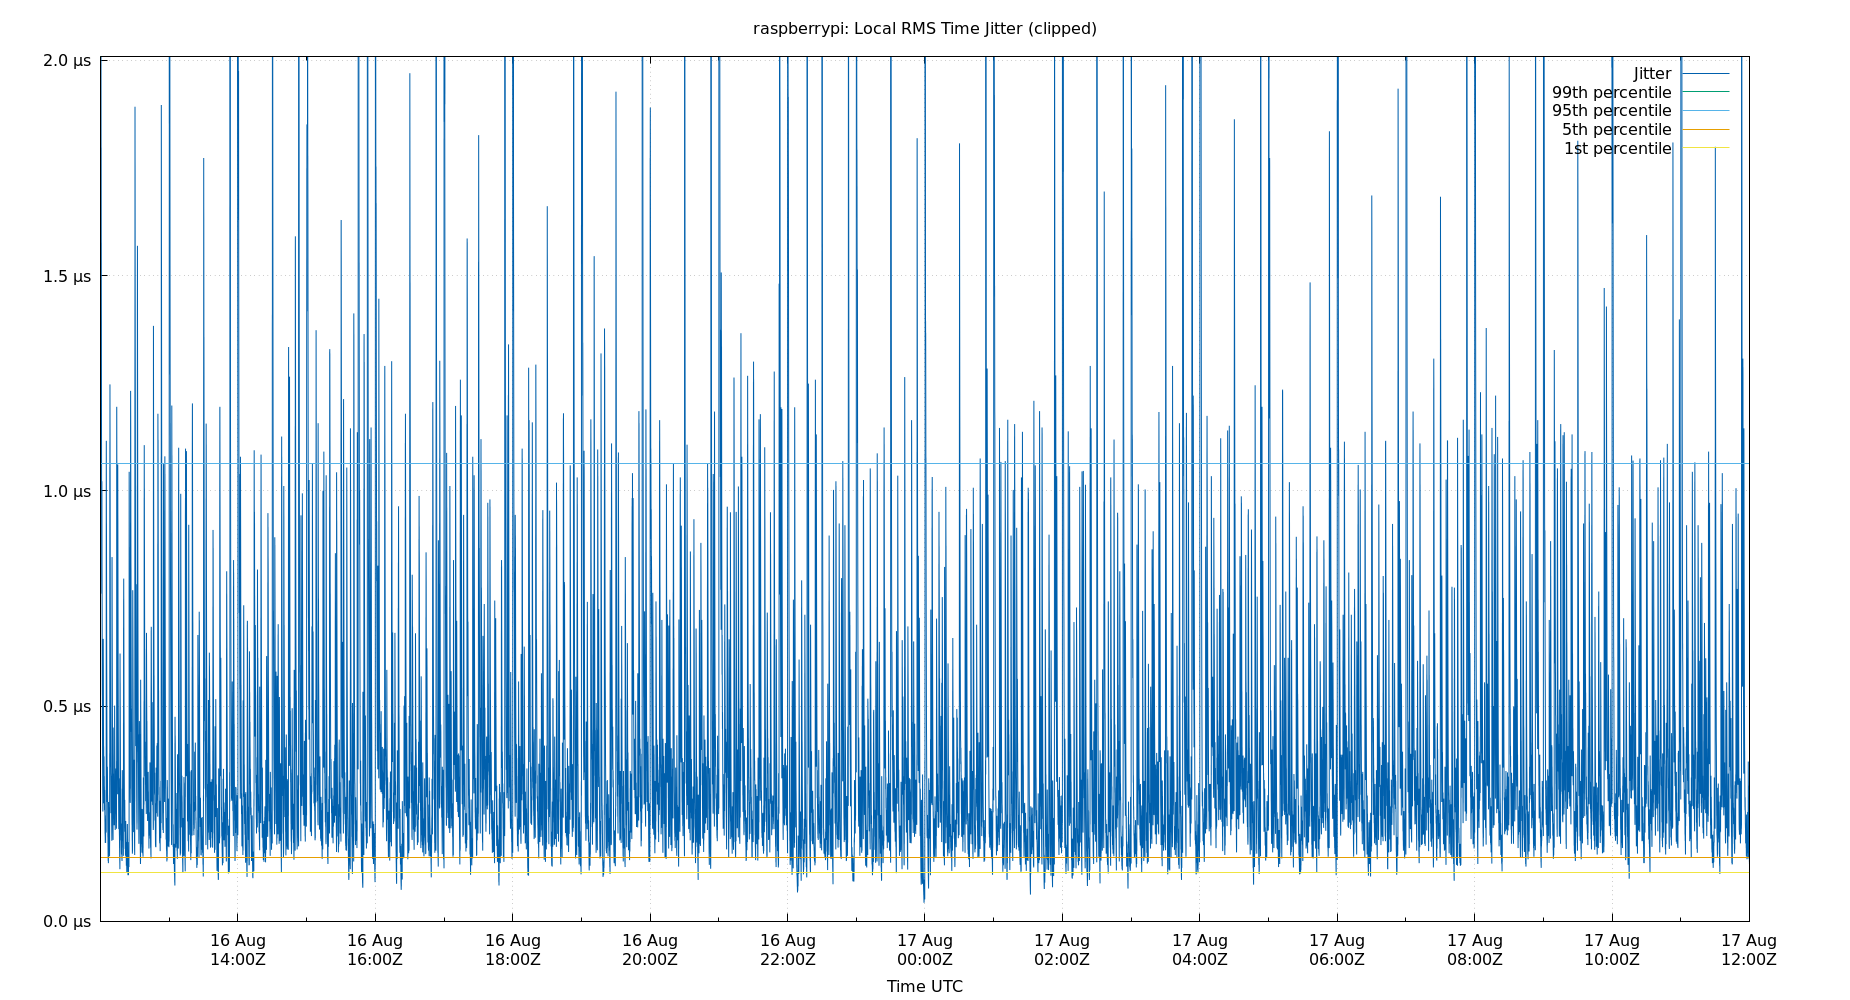 raspberrypi: Local RMS Time Jitter (clipped)
2.0 µs
1.5 µs
1.0 µs
0.5 µs
0.0 µs
Jitter
99th percentile
95th percentile
5th percentile
1st percentile
16 Aug 16 Aug 16 Aug 16 Aug 16 Aug 17 Aug 17 Aug 17 Aug 17 Aug 17 Aug 17 Aug 17 Aug
14:00Z 16:00Z 18:00Z 20:00Z 22:00Z 00:00Z 02:00Z 04:00Z 06:00Z 08:00Z 10:00Z 12:00Z
Time UTC